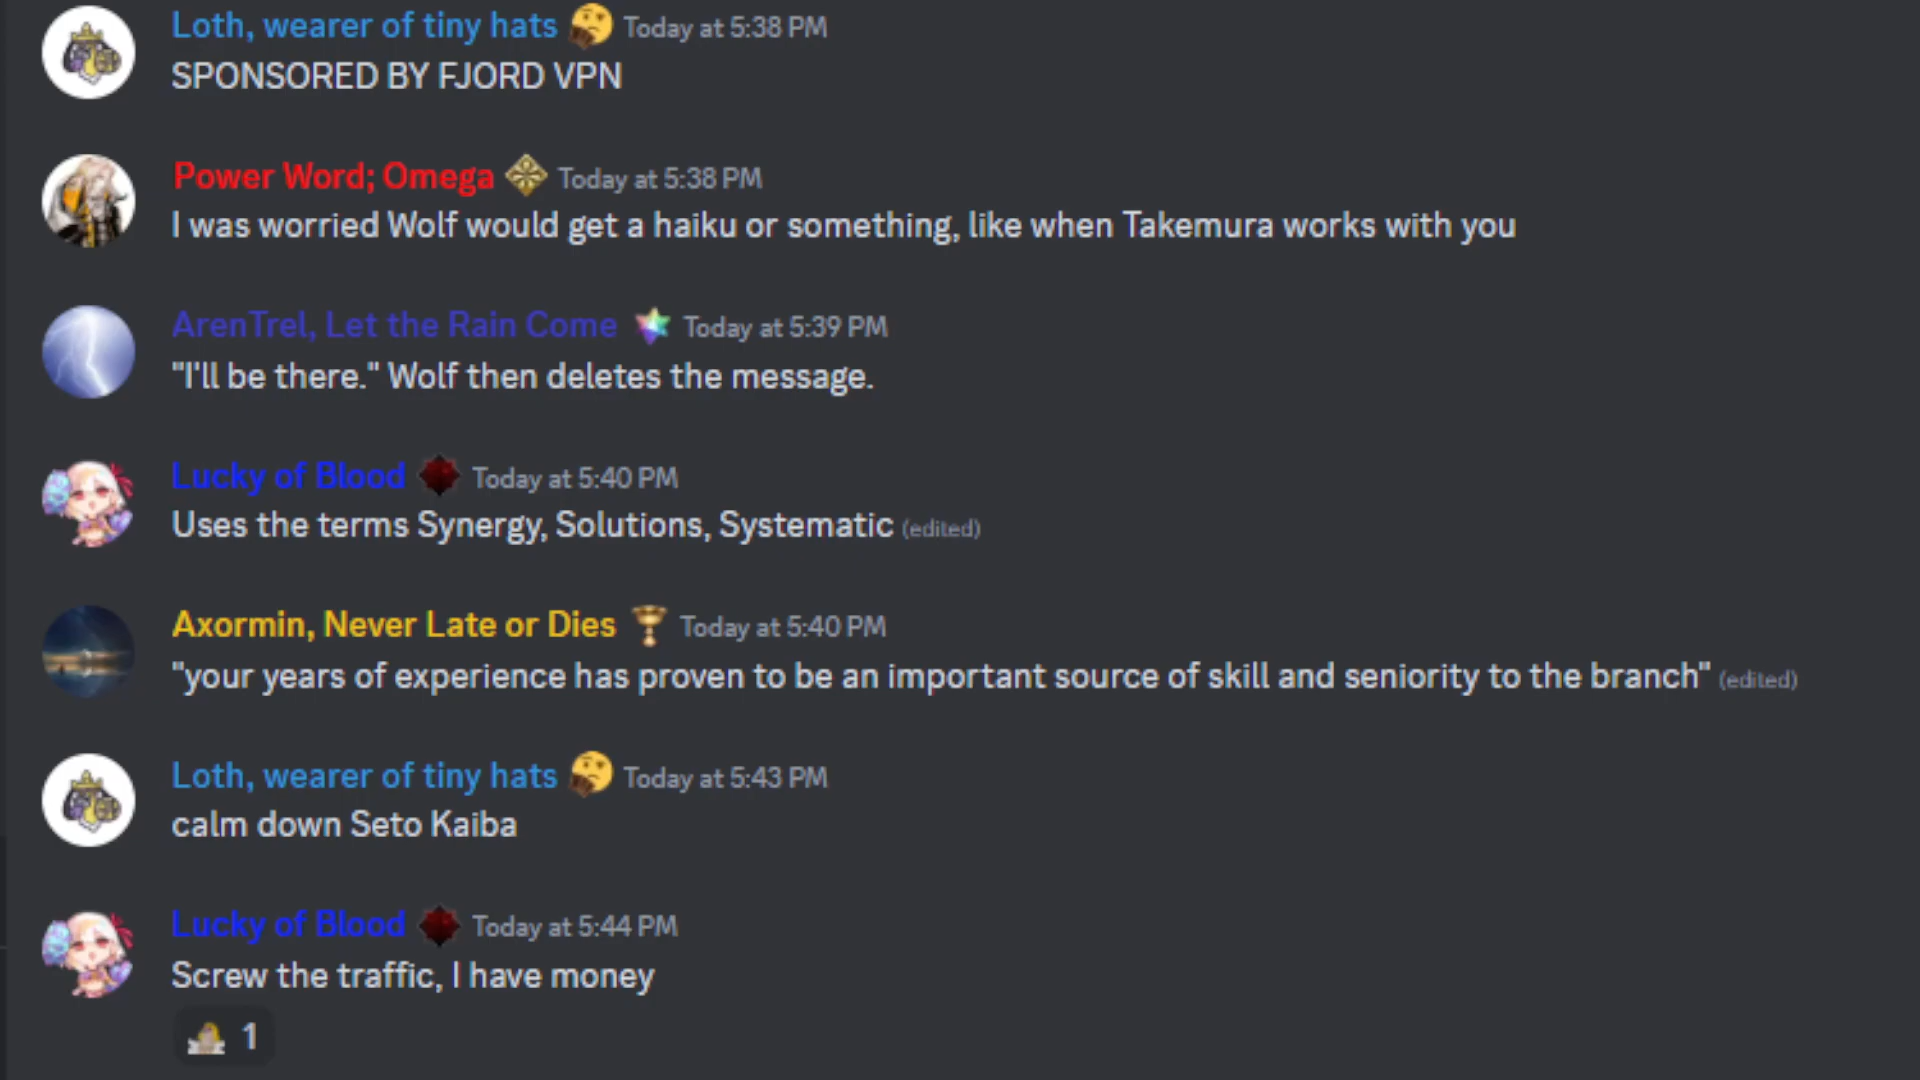 Loth, wearer of tiny hats Today at 5:38 PM
SPONSORED BY FJORD VPN
Power Word; Omega Today at 5:38 PM
I was worried Wolf would get a haiku or something, like when Takemura works with you
ArenTrel, Let the Rain Come Today at 5:39 PM
"I'll be there." Wolf then deletes the message.
Lucky of Blood Today at 5:40 PM
Uses the terms Synergy, Solutions, Systematic (edited)
Axormin, Never Late or Dies Today at 5:40 PM
"your years of experience has proven to be an important source of skill and seniority to the branch" (edited)
Loth, wearer of tiny hats Today at 5:43 PM
calm down Seto Kaiba
Lucky of Blood Today at 5:44 PM
Screw the traffic, I have money
1